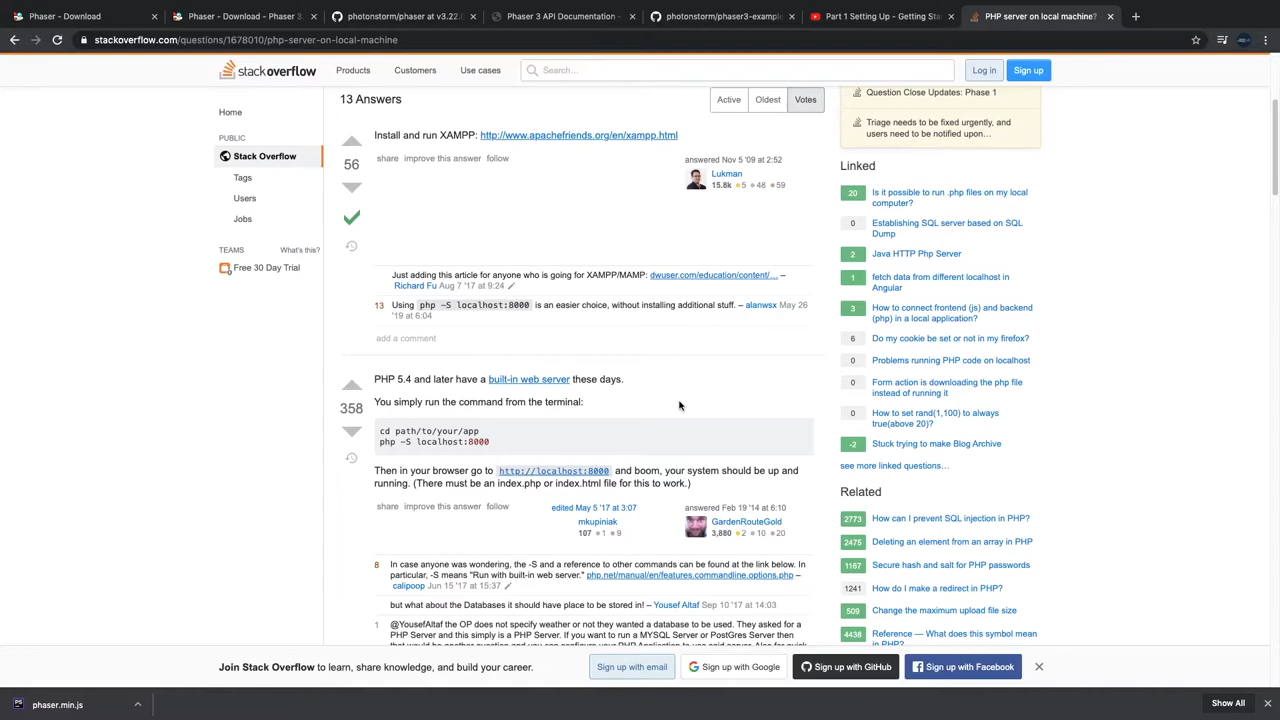 Phaser - Download
Phaser - Download - Phaser 3.
photonstorm/phaser at v3.22.0
Phaser 3 API Documentation -
photonstorm/phaser3-example
Part 1 Setting Up - Getting Sta
PHP server on local machine?
stackoverflow.com/questions/1678010/php-server-on-local-machine
stackoverflow
Products
Customers
Use cases
Search...
Log in
Sign up
Home
PUBLIC
Stack Overflow
Tags
Users
Jobs
TEAMS
What's this?
Free 30 Day Trial
13 Answers
Active
Oldest
Votes
56
Install and run XAMPP: http://www.apachefriends.org/en/xampp.html
share improve this answer follow
answered Nov 5 '09 at 2:52
Lukman
15.8k 5 48 59
Just adding this article for anyone who is going for XAMPP/MAMP: dwuser.com/education/content/… –
Richard Fu Aug 7 '17 at 9:24
13 Using php -S localhost:8000 is an easier choice, without installing additional stuff. – alanwsx May 26
'19 at 6:04
add a comment
358
PHP 5.4 and later have a built-in web server these days.
You simply run the command from the terminal:
cd path/to/your/app
php -S localhost:8000
Then in your browser go to http://localhost:8000 and boom, your system should be up and
running. (There must be an index.php or index.html file for this to work.)
share improve this answer follow
edited May 5 '17 at 3:07
mkupiniak
107 1 9
answered Feb 19 '14 at 6:10
GardenRouteGold
3,880 2 10 20
8 In case anyone was wondering, the -S and a reference to other commands can be found at the link below. In
particular, -S means "Run with built-in web server." php.net/manual/en/features.commandline.options.php –
calipoop Jun 15 '17 at 15:37
but what about the Databases it should have place to be stored in! – Yousef Altaf Sep 10 '17 at 14:03
1 @YousefAltaf the OP does not specify weather or not they wanted a database to be used. They asked for a
PHP Server and this simply is a PHP Server. If you want to run a MYSQL Server or PostGres Server then
Question Close Updates: Phase 1
Triage needs to be fixed urgently, and
users need to be notified upon…
Linked
20 Is it possible to run .php files on my local
computer?
0 Establishing SQL server based on SQL
Dump
2 Java HTTP Php Server
1 fetch data from different localhost in
Angular
3 How to connect frontend (js) and backend
(php) in a local application?
6 Do my cookie be set or not in my firefox?
0 Problems running PHP code on localhost
0 Form action is downloading the php file
instead of running it
0 How to set rand(1,100) to always
true(above 20)?
-2 Stuck trying to make Blog Archive
see more linked questions…
Related
2773 How can I prevent SQL injection in PHP?
2475 Deleting an element from an array in PHP
1167 Secure hash and salt for PHP passwords
1241 How do I make a redirect in PHP?
509 Change the maximum upload file size
4438 Reference — What does this symbol mean
in PHP?
Join Stack Overflow to learn, share knowledge, and build your career.
Sign up with email
Sign up with Google
Sign up with GitHub
Sign up with Facebook
phaser.min.js
Show All